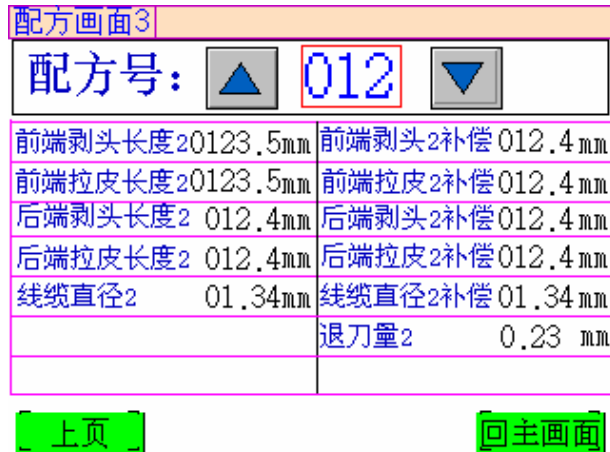 配方画面3
配方号: 012
前端剥头长度2 0123.5mm 前端剥头2补偿 012.4mm
前端拉皮长度2 0123.5mm 前端拉皮2补偿 012.4mm
后端剥头长度2 012.4mm 后端剥头2补偿 012.4mm
后端拉皮长度2 012.4mm 后端拉皮2补偿 012.4mm
线缆直径2 01.34mm 线缆直径2补偿 01.34mm
退刀量2 0.23 mm
上页 回主画面